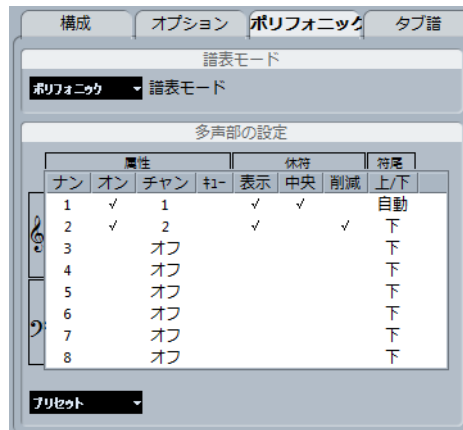 構成 オプション ポリフォニック タブ譜
譜表モード
ポリフォニック 譜表モード
多声部の設定
属性 休符 符尾
ナン オン チャン ｷｭｰ 表示 中央 削減 上/下
1 √ 1 √ √ 自動
2 √ 2 √ √ 下
3 オフ 下
4 オフ 下
5 オフ 下
6 オフ 下
7 オフ 下
8 オフ 下
プリセット